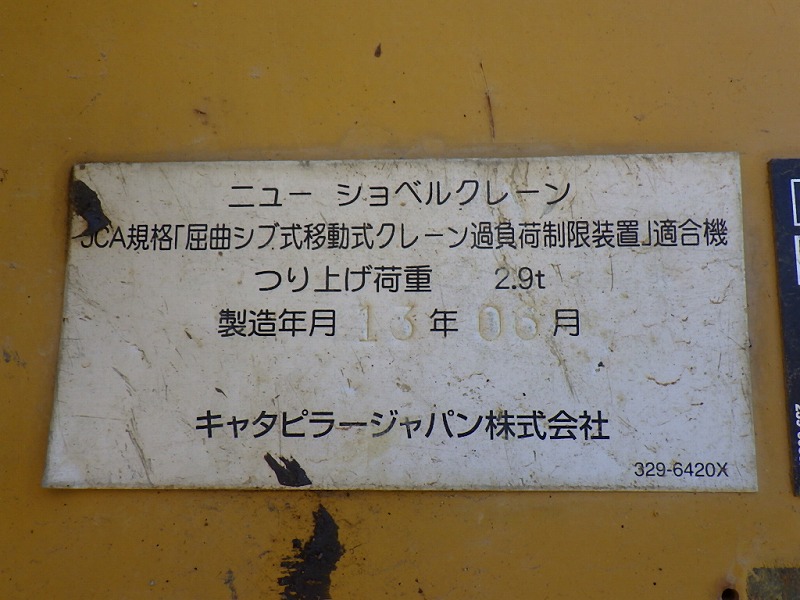 ニュー ショベルクレーン
JCA規格「屈曲ジブ式移動式クレーン過負荷制限装置」適合機
つり上げ荷重 2.9t
製造年月 13年 月
キャタピラージャパン株式会社
329-6420X